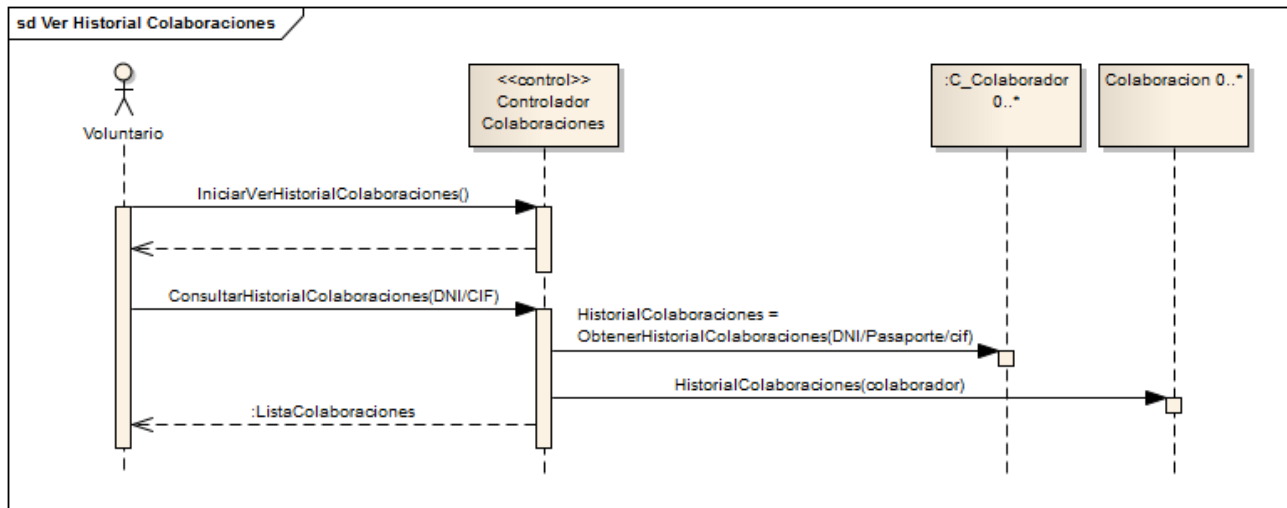 sd Ver Historial Colaboraciones
Voluntario
<<control>>
Controlador
Colaboraciones
:C_Colaborador
0..*
Colaboracion 0..*
IniciarVerHistorialColaboraciones()
ConsultarHistorialColaboraciones(DNI/CIF)
HistorialColaboraciones =
ObtenerHistorialColaboraciones(DNI/Pasaporte/cif)
HistorialColaboraciones(colaborador)
:ListaColaboraciones